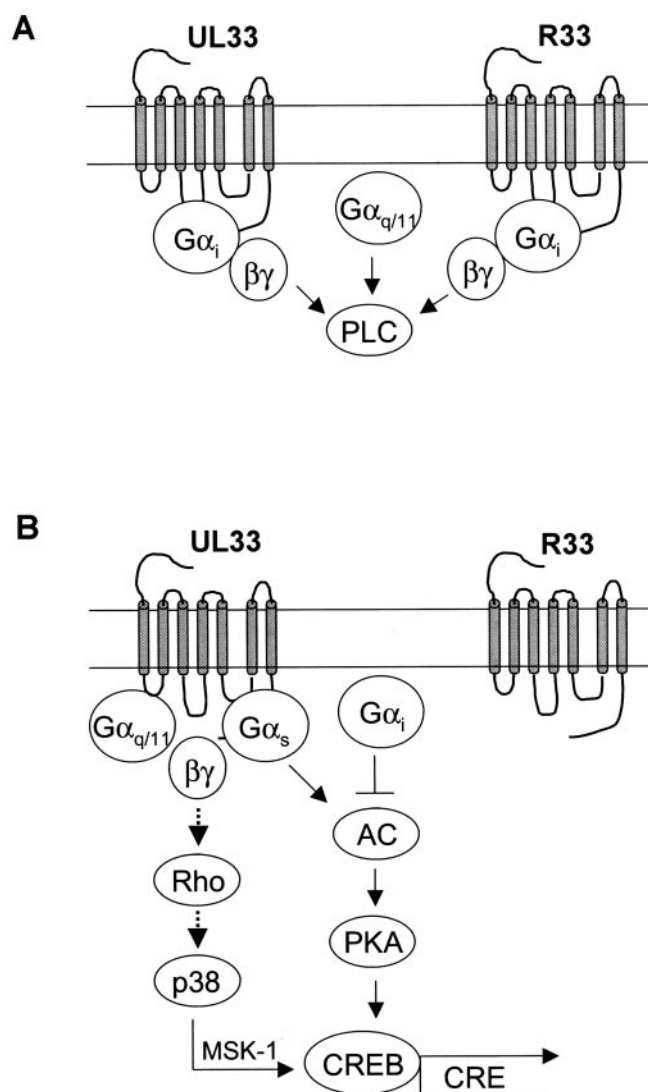 A
UL33
R33
Gαi
βγ
Gαq/11
βγ
Gαi
PLC
B
UL33
R33
Gαq/11
βγ
Gαs
Gαi
AC
Rho
PKA
p38
MSK-1
CREB
CRE